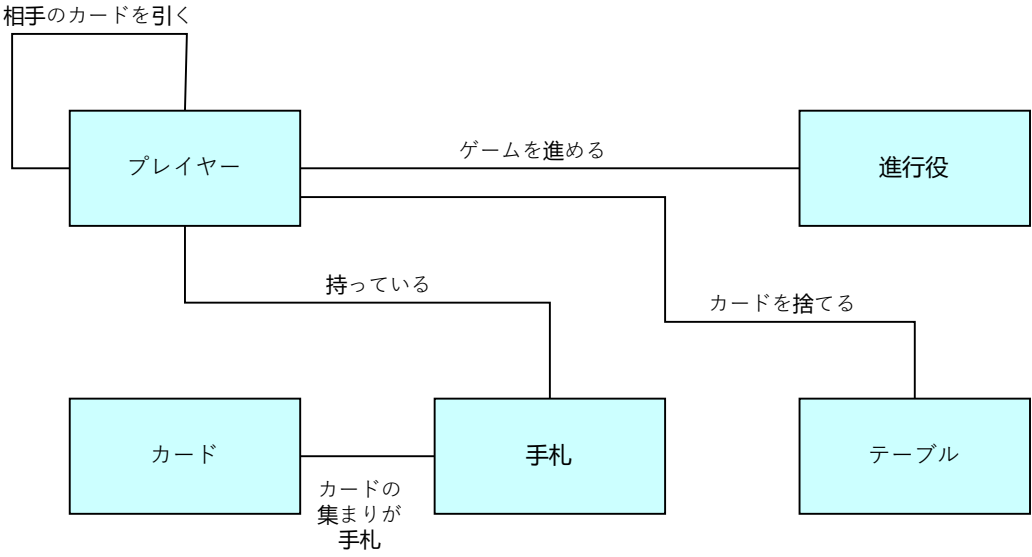 相手のカードを引く
プレイヤー
ゲームを進める
進行役
持っている
カードを捨てる
カード
手札
テーブル
カードの
集まりが
手札